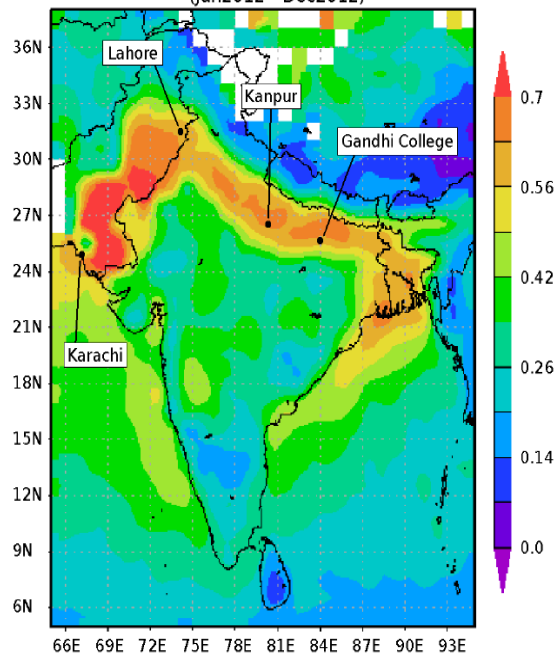 (Jan2012 - Dec2012)
36N
33N
30N
27N
24N
21N
18N
15N
12N
9N
6N
Lahore
Kanpur
Gandhi College
Karachi
66E 69E 72E 75E 78E 81E 84E 87E 90E 93E
0.7
0.56
0.42
0.26
0.14
0.0